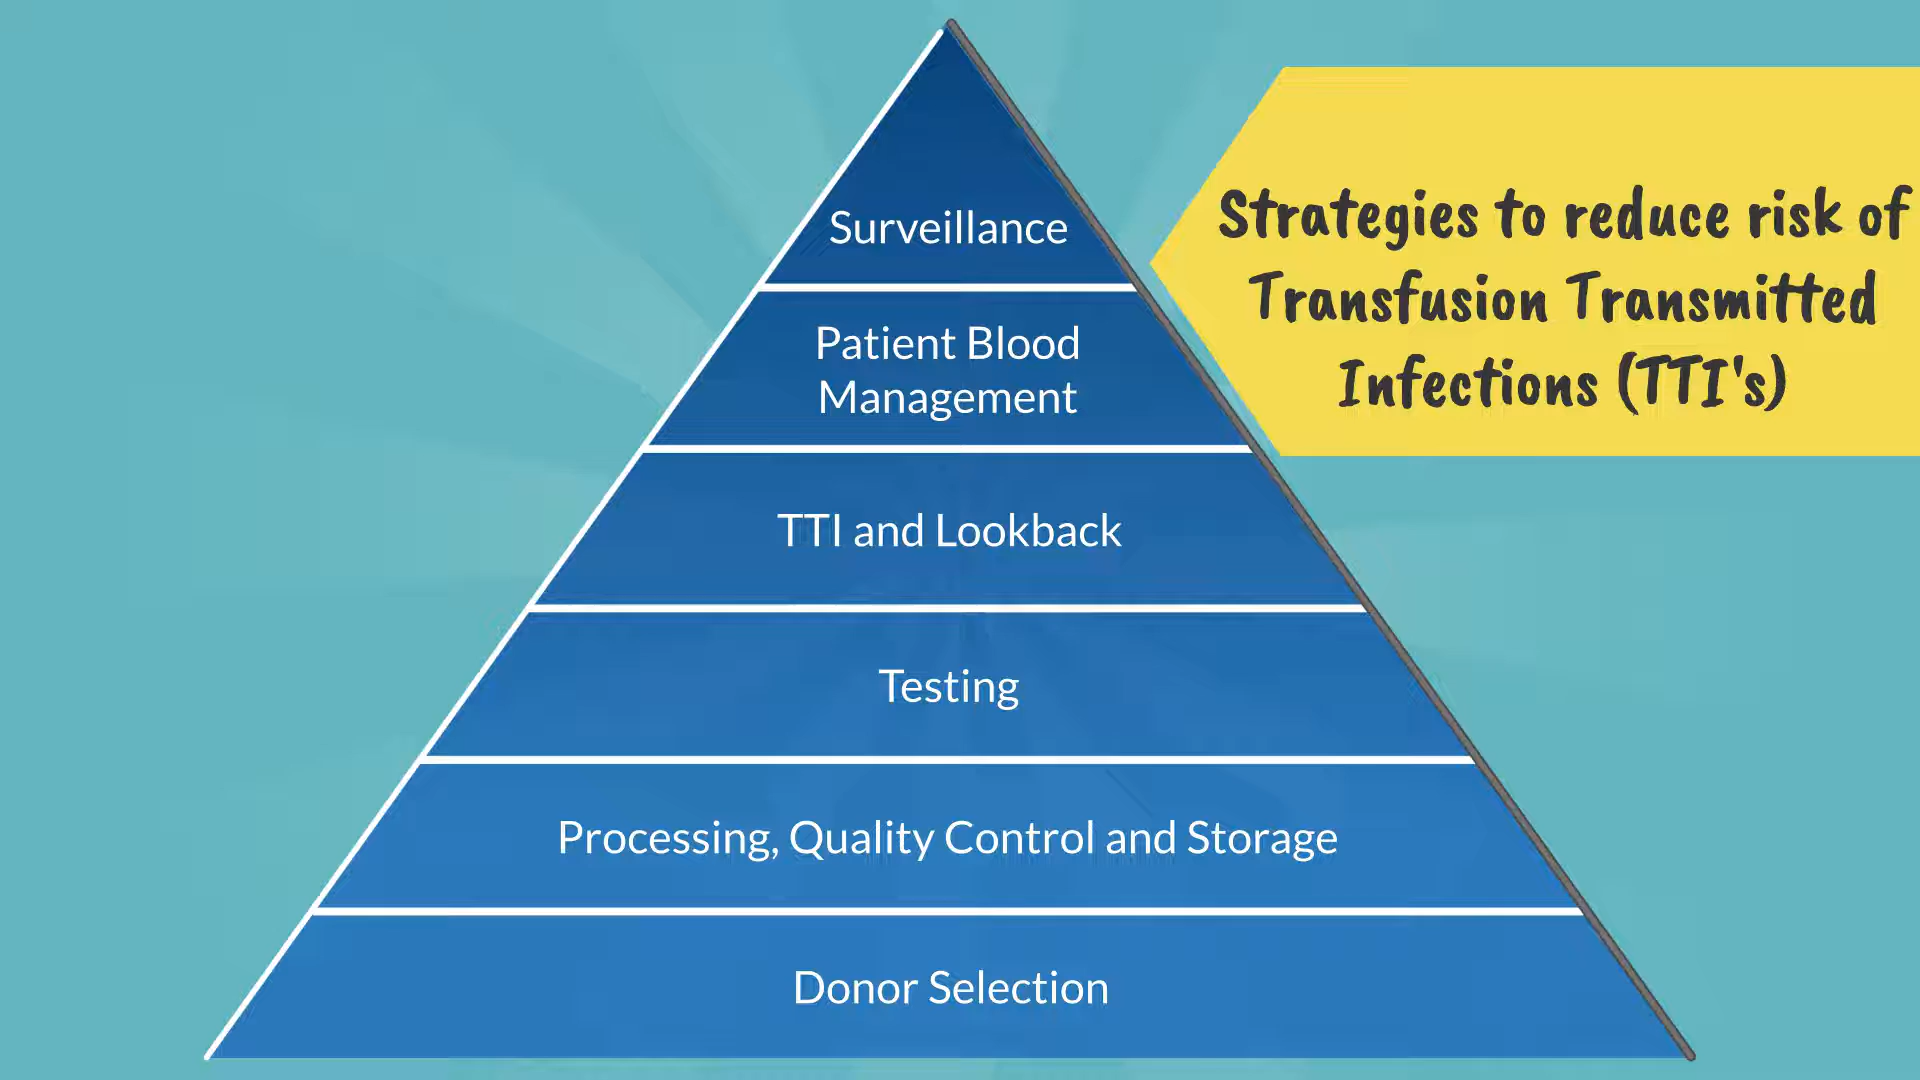 Strategies to reduce risk of
Transfusion Transmitted
Infections (TTI's)
Surveillance
Patient Blood
Management
TTI and Lookback
Testing
Processing, Quality Control and Storage
Donor Selection